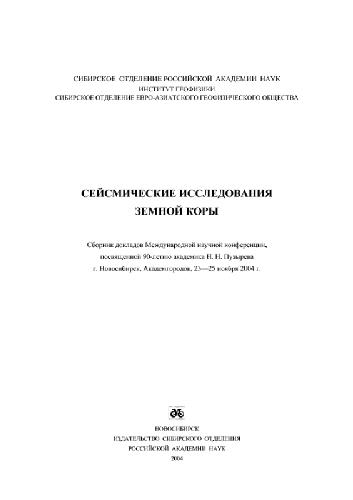 СИБИРСКОЕ ОТДЕЛЕНИЕ РОССИЙСКОЙ АКАДЕМИИ НАУК
ИНСТИТУТ ГЕОФИЗИКИ
СИБИРСКОЕ ОТДЕЛЕНИЕ ЕВРО-АЗИАТСКОГО ГЕОФИЗИЧЕСКОГО ОБЩЕСТВА
СЕЙСМИЧЕСКИЕ ИССЛЕДОВАНИЯ
ЗЕМНОЙ КОРЫ
Сборник докладов Международной научной конференции,
посвященной 90-летию академика Н. Н. Пузырева
г. Новосибирск, Академгородок, 23—25 ноября 2004 г.
НОВОСИБИРСК
ИЗДАТЕЛЬСТВО СИБИРСКОГО ОТДЕЛЕНИЯ
РОССИЙСКОЙ АКАДЕМИИ НАУК
2004